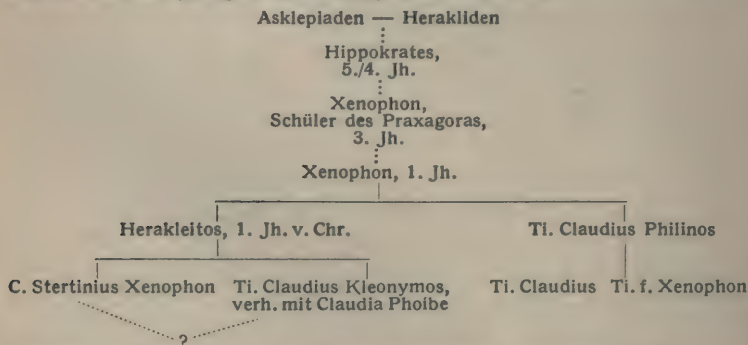 Asklepiaden — Herakliden
Hippokrates,
5./4. Jh.
Xenophon,
Schüler des Praxagoras,
3. Jh.
Xenophon, 1. Jh.
Herakleitos, 1. Jh. v. Chr. Ti. Claudius Philinos
C. Stertinius Xenophon Ti. Claudius Kleonymos, Ti. Claudius Ti. f. Xenophon
verh. mit Claudia Phoibe
?